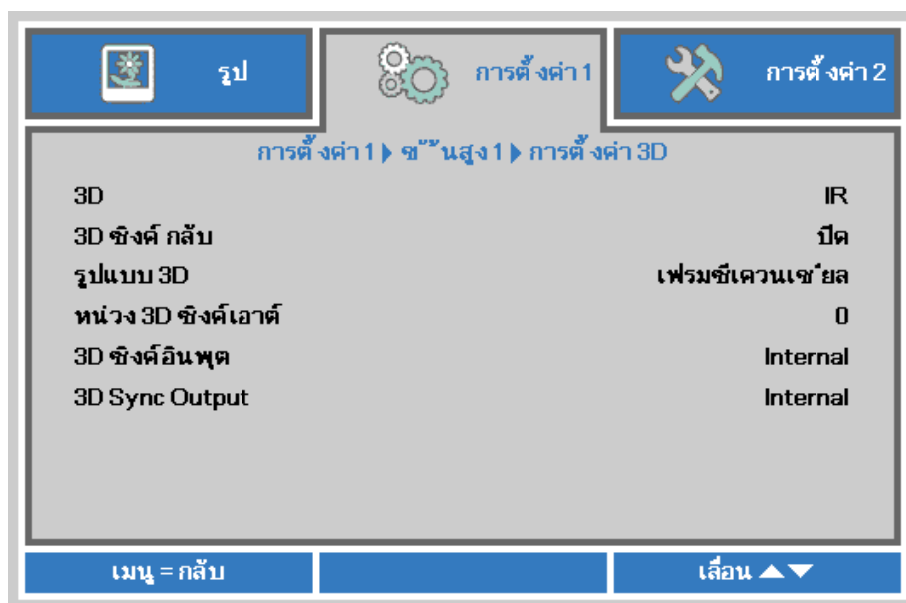 รูป
การตั้งค่า 1
การตั้งค่า 2
การตั้งค่า 1 ▶ ขั้นสูง 1 ▶ การตั้งค่า 3D
3D IR
3D ซิงค์ กลับ ปิด
รูปแบบ 3D เฟรมซีเควนเชียล
หน่วง 3D ซิงค์เอาต์ 0
3D ซิงค์อินพุต Internal
3D Sync Output Internal
เมนู = กลับ
เลื่อน ▲▼